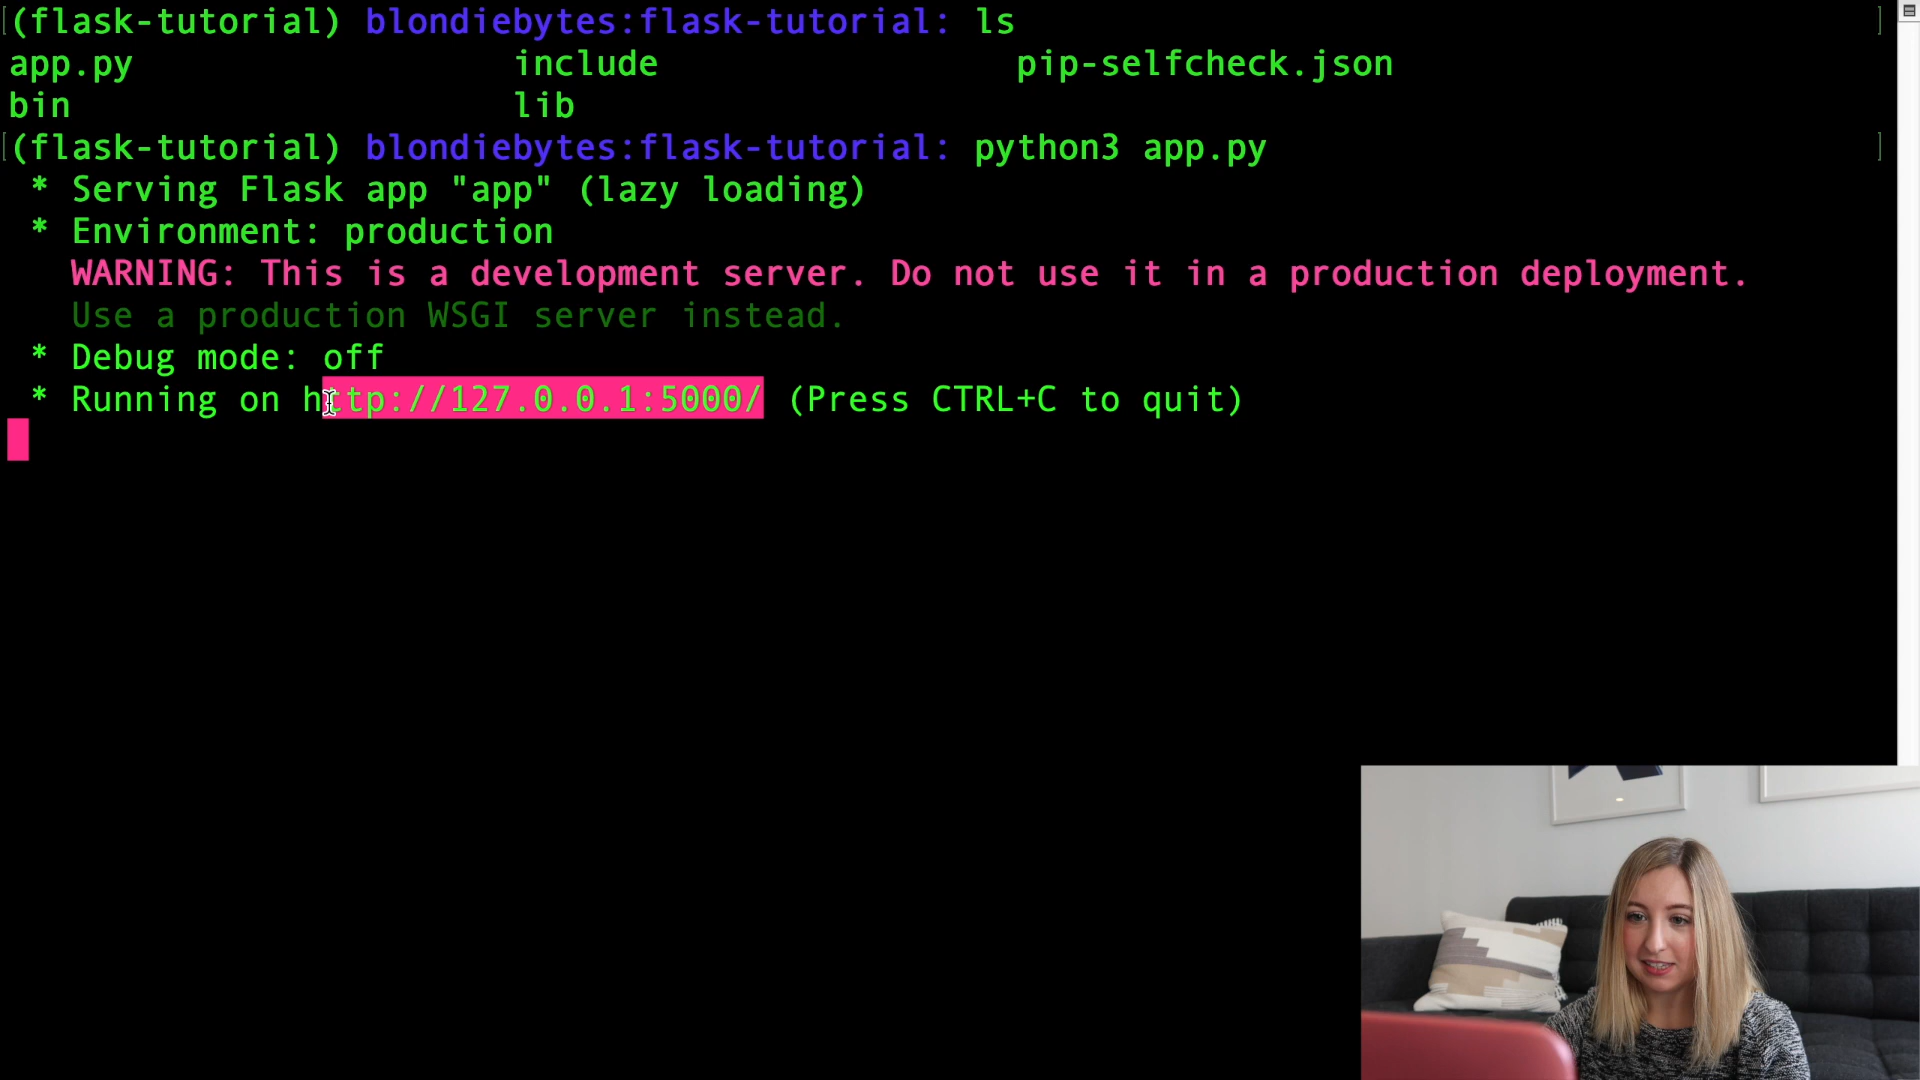 (flask-tutorial) blondiebytes:flask-tutorial: ls
app.py include pip-selfcheck.json
bin lib
(flask-tutorial) blondiebytes:flask-tutorial: python3 app.py
* Serving Flask app "app" (lazy loading)
* Environment: production
WARNING: This is a development server. Do not use it in a production deployment.
Use a production WSGI server instead.
* Debug mode: off
* Running on http://127.0.0.1:5000/ (Press CTRL+C to quit)